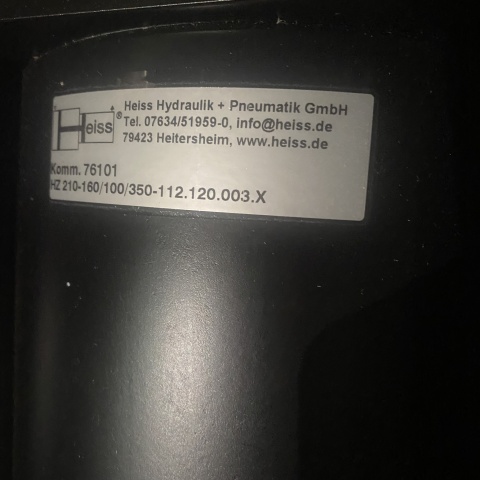 Heiss®
Heiss Hydraulik + Pneumatik GmbH
Tel. 07634/51959-0, info@heiss.de
79423 Heitersheim, www.heiss.de
Komm. 76101
HZ 210-160/100/350-112.120.003.X